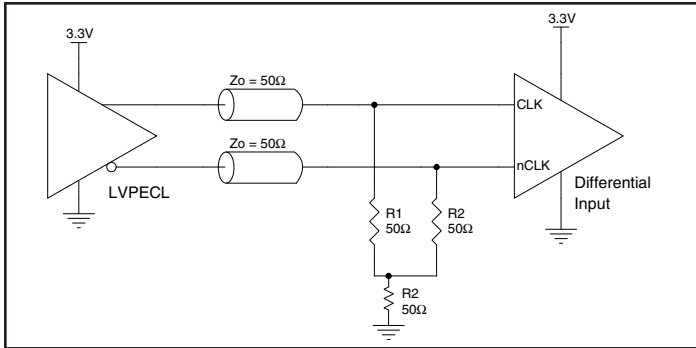 3.3V
3.3V
Zo = 50Ω
CLK
Zo = 50Ω
nCLK
LVPECL
Differential
Input
R1
50Ω
R2
50Ω
R2
50Ω